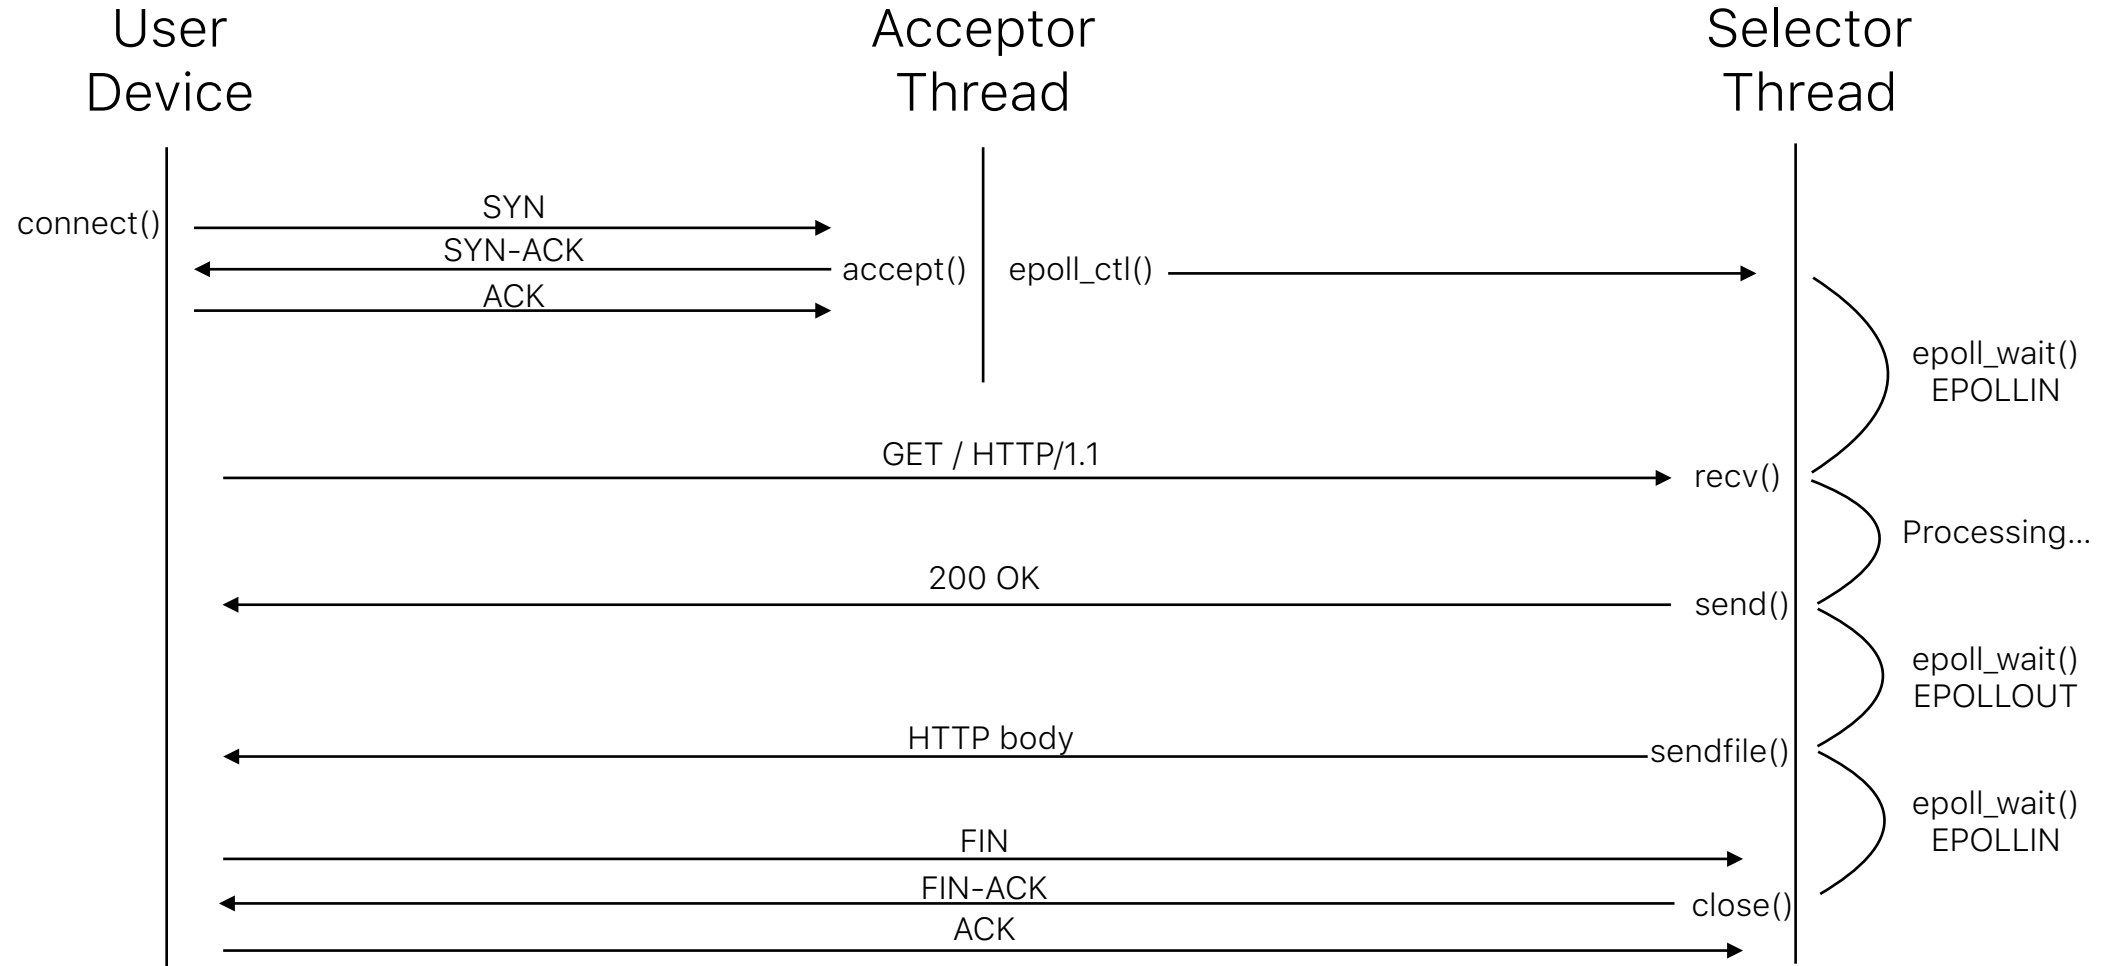 User
Device
Acceptor
Thread
Selector
Thread
connect()
SYN
SYN-ACK
accept()
epoll_ctl()
ACK
epoll_wait()
EPOLLIN
GET / HTTP/1.1
recv()
Processing...
200 OK
send()
epoll_wait()
EPOLLOUT
HTTP body
sendfile()
epoll_wait()
EPOLLIN
FIN
FIN-ACK
close()
ACK